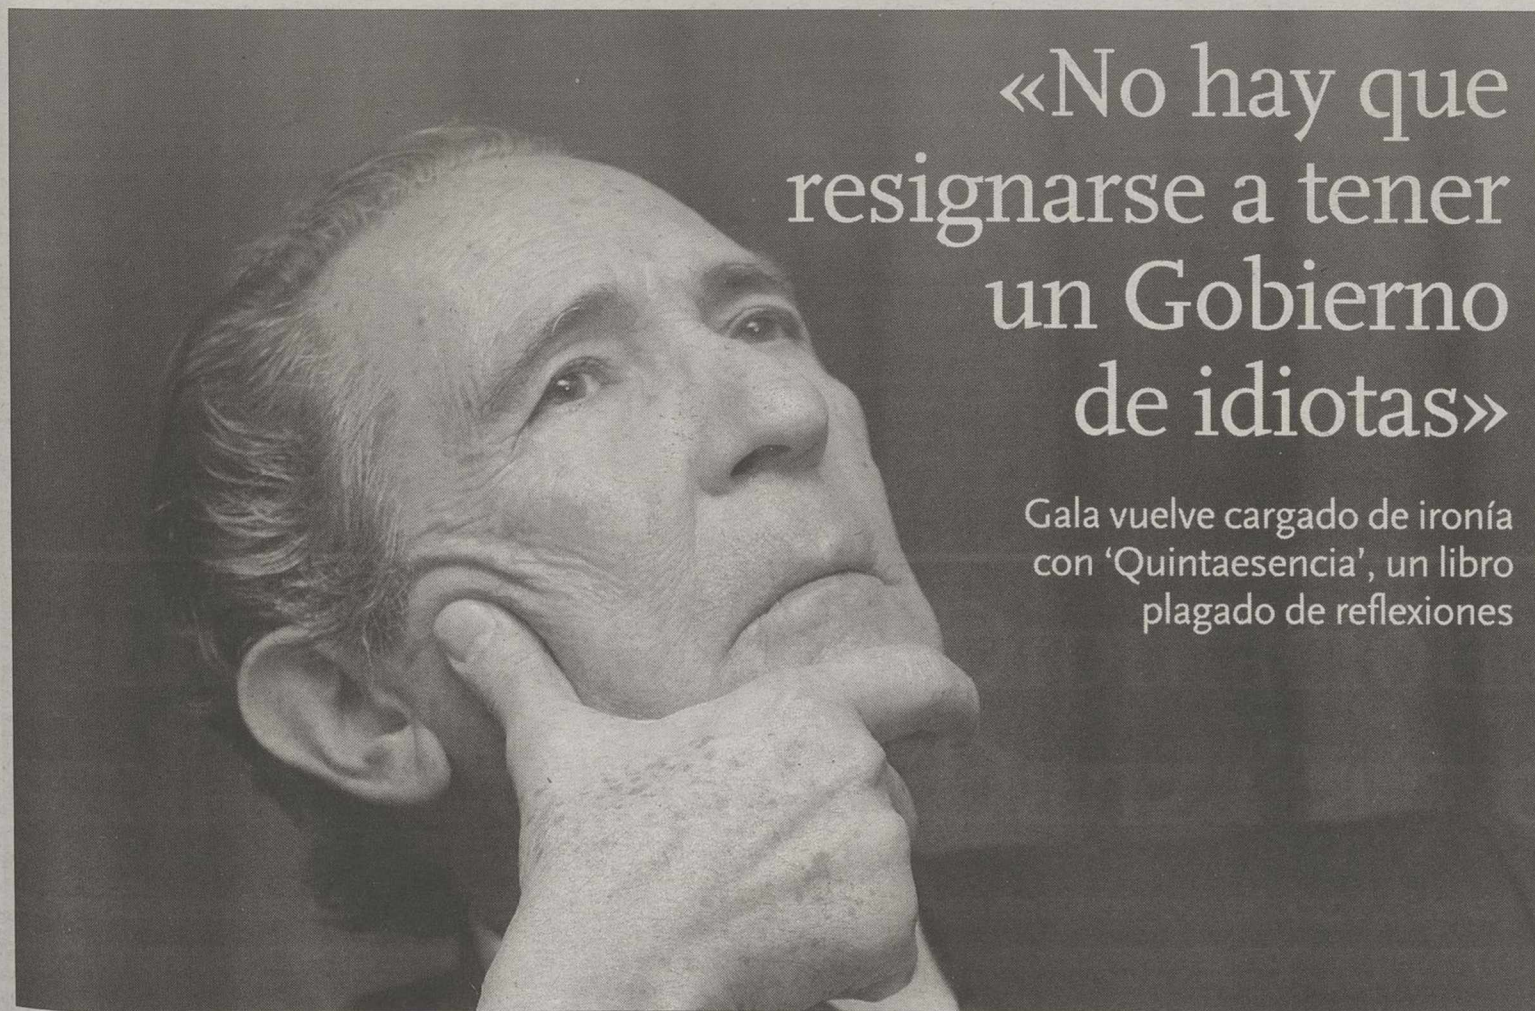 «No hay que
resignarse a tener
un Gobierno
de idiotas»
Gala vuelve cargado de ironía
con ‘Quintaesencia’, un libro
plagado de reflexiones